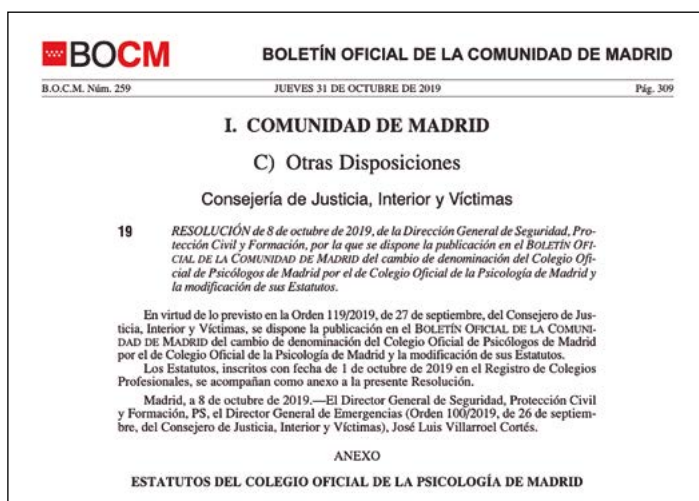 BOCM
BOLETÍN OFICIAL DE LA COMUNIDAD DE MADRID
B.O.C.M. Núm. 259 JUEVES 31 DE OCTUBRE DE 2019 Pág. 309
I. COMUNIDAD DE MADRID
C) Otras Disposiciones
Consejería de Justicia, Interior y Víctimas
19 RESOLUCIÓN de 8 de octubre de 2019, de la Dirección General de Seguridad, Pro-
tección Civil y Formación, por la que se dispone la publicación en el BOLETÍN OFI-
CIAL DE LA COMUNIDAD DE MADRID del cambio de denominación del Colegio Ofi-
cial de Psicólogos de Madrid por el de Colegio Oficial de la Psicología de Madrid y
la modificación de sus Estatutos.
En virtud de lo previsto en la Orden 119/2019, de 27 de septiembre, del Consejero de Jus-
ticia, Interior y Víctimas, se dispone la publicación en el BOLETÍN OFICIAL DE LA COMUNI-
DAD DE MADRID del cambio de denominación del Colegio Oficial de Psicólogos de Madrid
por el de Colegio Oficial de la Psicología de Madrid y la modificación de sus Estatutos.
Los Estatutos, inscritos con fecha de 1 de octubre de 2019 en el Registro de Colegios
Profesionales, se acompañan como anexo a la presente Resolución.
Madrid, a 8 de octubre de 2019.—El Director General de Seguridad, Protección Civil
y Formación, PS, el Director General de Emergencias (Orden 100/2019, de 26 de septiem-
bre, del Consejero de Justicia, Interior y Víctimas), José Luis Villarroel Cortés.
ANEXO
ESTATUTOS DEL COLEGIO OFICIAL DE LA PSICOLOGÍA DE MADRID